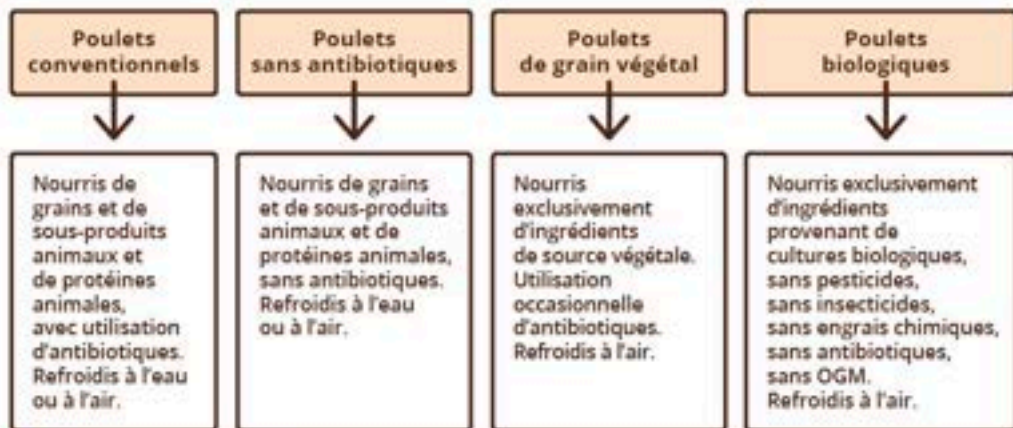 Poulets
conventionnels
Nourris de
grains et de
sous-produits
animaux et
de protéines
animales,
avec utilisation
d'antibiotiques.
Refroidis à l'eau
ou à l'air.
Poulets
sans antibiotiques
Nourris de grains
et de sous-produits
animaux et de
protéines animales,
sans antibiotiques.
Refroidis à l'eau
ou à l'air.
Poulets
de grain végétal
Nourris
exclusivement
d'ingrédients
de source végétale.
Utilisation
occasionnelle
d'antibiotiques.
Refroidis à l'air.
Poulets
biologiques
Nourris exclusivement
d'ingrédients
provenant de
cultures biologiques,
sans pesticides,
sans insecticides,
sans engrais chimiques,
sans antibiotiques,
sans OGM.
Refroidis à l'air.